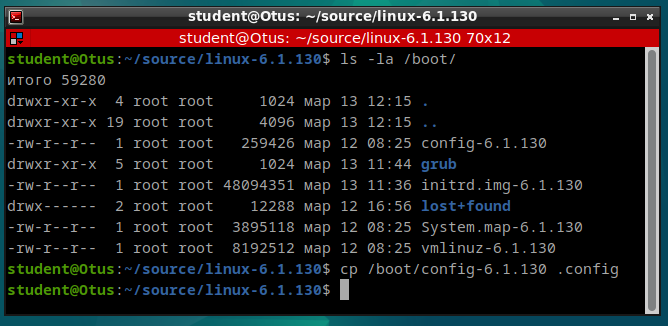 student@Otus: ~/source/linux-6.1.130
student@Otus: ~/source/linux-6.1.130 70x12
student@Otus:~/source/linux-6.1.130$ ls -la /boot/
итого 59280
drwxr-xr-x  4 root root     1024 мар 13 12:15 .
drwxr-xr-x 19 root root     4096 мар 13 12:15 ..
-rw-r--r--  1 root root   259426 мар 12 08:25 config-6.1.130
drwxr-xr-x  5 root root     1024 мар 13 11:44 grub
-rw-r--r--  1 root root 48094351 мар 13 11:36 initrd.img-6.1.130
drwx------  2 root root    12288 мар 12 16:56 lost+found
-rw-r--r--  1 root root  3895118 мар 12 08:25 System.map-6.1.130
-rw-r--r--  1 root root  8192512 мар 12 08:25 vmlinuz-6.1.130
student@Otus:~/source/linux-6.1.130$ cp /boot/config-6.1.130 .config
student@Otus:~/source/linux-6.1.130$